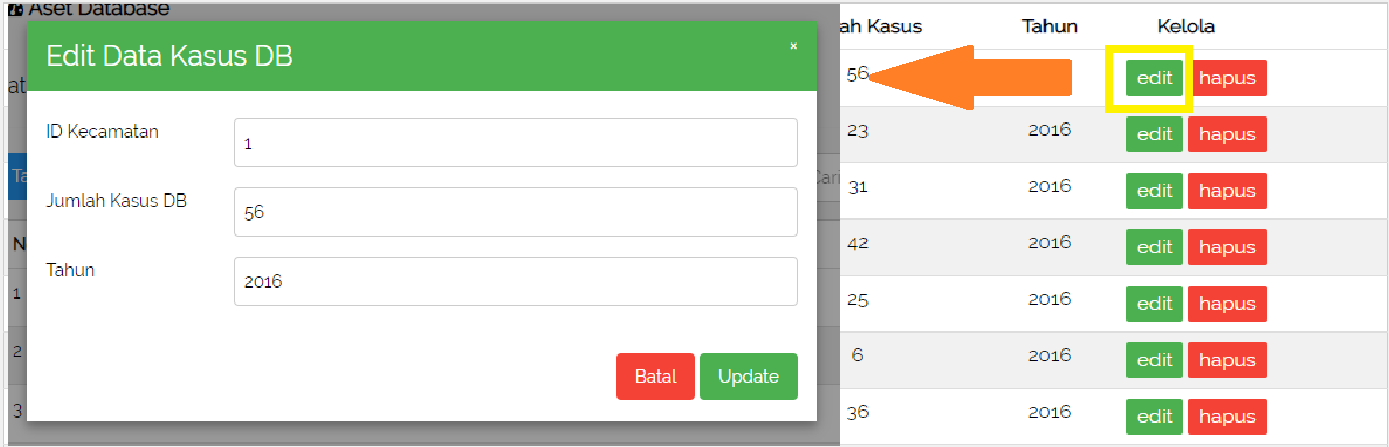 Aset Database
Edit Data Kasus DB ×
ID Kecamatan 1
Jumlah Kasus DB 56
Tahun 2016
Batal Update
at
Ta
Cari
N
1
2
3
ah Kasus Tahun Kelola
56 edit hapus
23 2016 edit hapus
31 2016 edit hapus
42 2016 edit hapus
25 2016 edit hapus
6 2016 edit hapus
36 2016 edit hapus